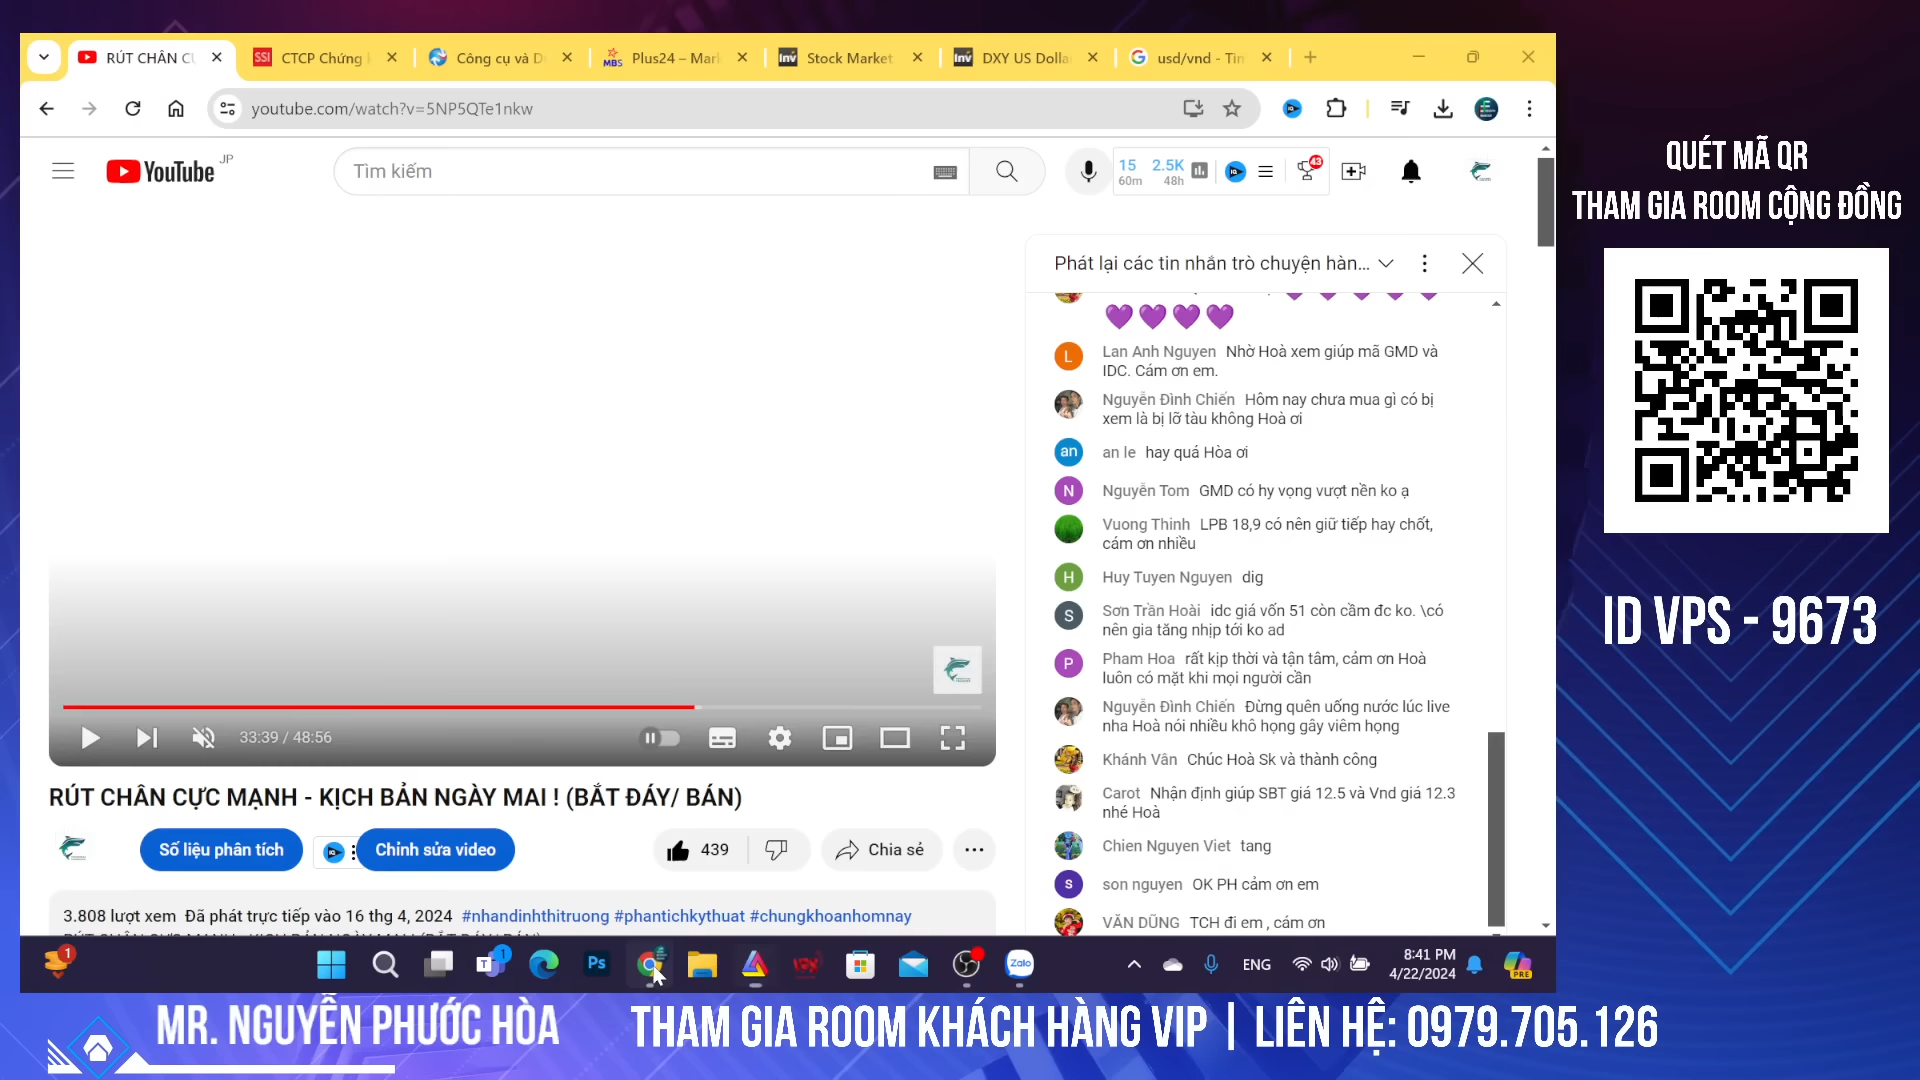 RÚT CHÂN CỰ
CTCP Chứng
Công cụ và D
Plus24 – Mark
Stock Market
DXY US Dolla
usd/vnd - Tìm
youtube.com/watch?v=5NP5QTe1nkw
YouTube JP
Tìm kiếm
15 2.5K
60m 48h
43
Phát lại các tin nhắn trò chuyện hàn...
Lan Anh Nguyen Nhờ Hoà xem giúp mã GMD và
IDC. Cám ơn em.
Nguyễn Đình Chiến Hôm nay chưa mua gì có bị
xem là bị lỡ tàu không Hoà ơi
an le hay quá Hòa ơi
Nguyễn Tom GMD có hy vọng vượt nền ko ạ
Vuong Thinh LPB 18,9 có nên giữ tiếp hay chốt,
cám ơn nhiều
Huy Tuyen Nguyen dig
Sơn Trần Hoài idc giá vốn 51 còn cầm đc ko. \có
nên gia tăng nhịp tới ko ad
Pham Hoa rất kịp thời và tận tâm, cảm ơn Hoà
luôn có mặt khi mọi người cần
Nguyễn Đình Chiến Đừng quên uống nước lúc live
nha Hoà nói nhiều khô họng gây viêm họng
Khánh Vân Chúc Hoà Sk và thành công
Carot Nhận định giúp SBT giá 12.5 và Vnd giá 12.3
nhé Hoà
Chien Nguyen Viet tang
son nguyen OK PH cảm ơn em
VĂN DŨNG TCH đi em , cám ơn
33:39 / 48:56
RÚT CHÂN CỰC MẠNH - KỊCH BẢN NGÀY MAI ! (BẮT ĐÁY/ BÁN)
Số liệu phân tích
Chỉnh sửa video
439
Chia sẻ
3.808 lượt xem Đã phát trực tiếp vào 16 thg 4, 2024 #nhandinhthitruong #phantichkythuat #chungkhoanhomnay
ENG
8:41 PM
4/22/2024
QUÉT MÃ QR
THAM GIA ROOM CỘNG ĐỒNG
ID VPS - 9673
MR. NGUYỄN PHƯỚC HÒA
THAM GIA ROOM KHÁCH HÀNG VIP | LIÊN HỆ: 0979.705.126